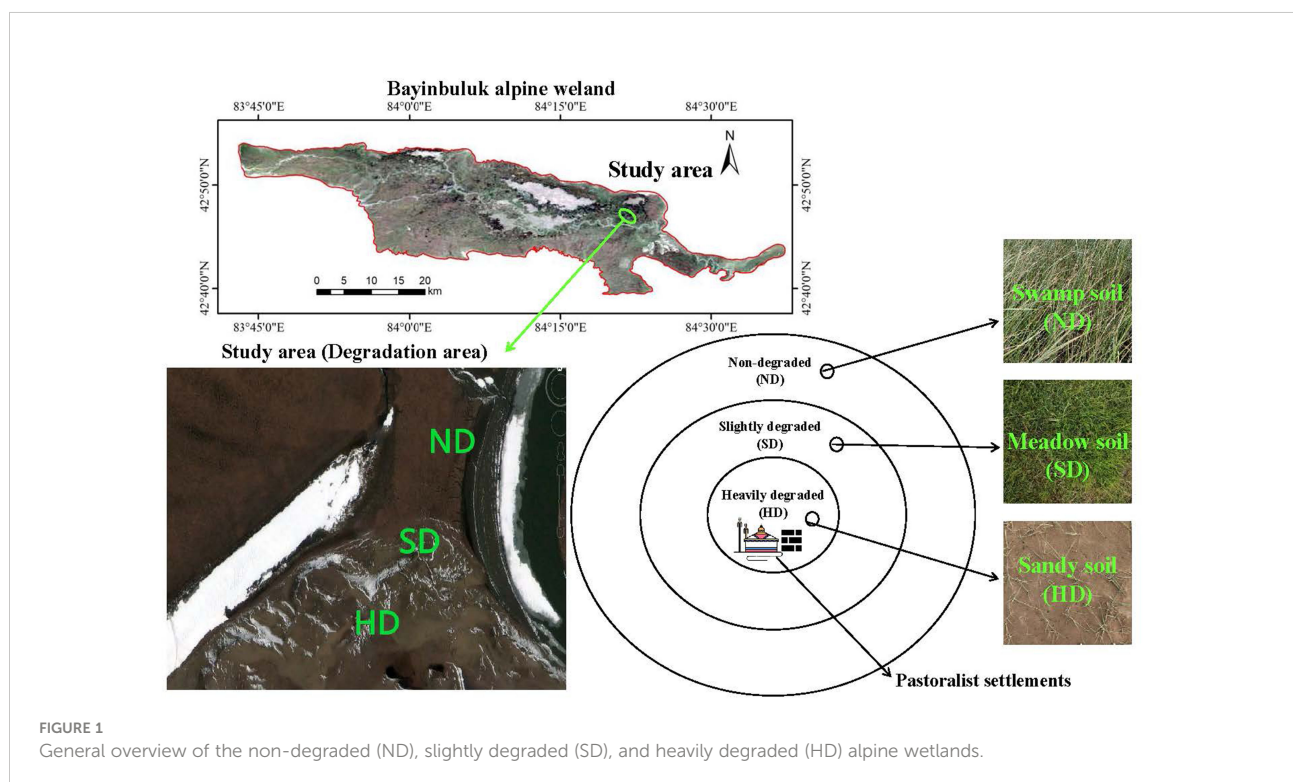 Bayinbuluk alpine weland
83°45'0"E
84°0'0"E
84°15'0"E
84°30'0"E
N
Study area
42°50'0"N
42°50'0"N
42°40'0"N
42°40'0"N
0 5 10 15 20
km
83°45'0"E
84°0'0"E
84°15'0"E
84°30'0"E
Study area (Degradation area)
ND
SD
HD
Non-degraded
(ND)
Slightly degraded
(SD)
Heavily degraded
(HD)
Swamp soil
(ND)
Meadow soil
(SD)
Sandy soil
(HD)
Pastoralist settlements
FIGURE 1
General overview of the non-degraded (ND), slightly degraded (SD), and heavily degraded (HD) alpine wetlands.